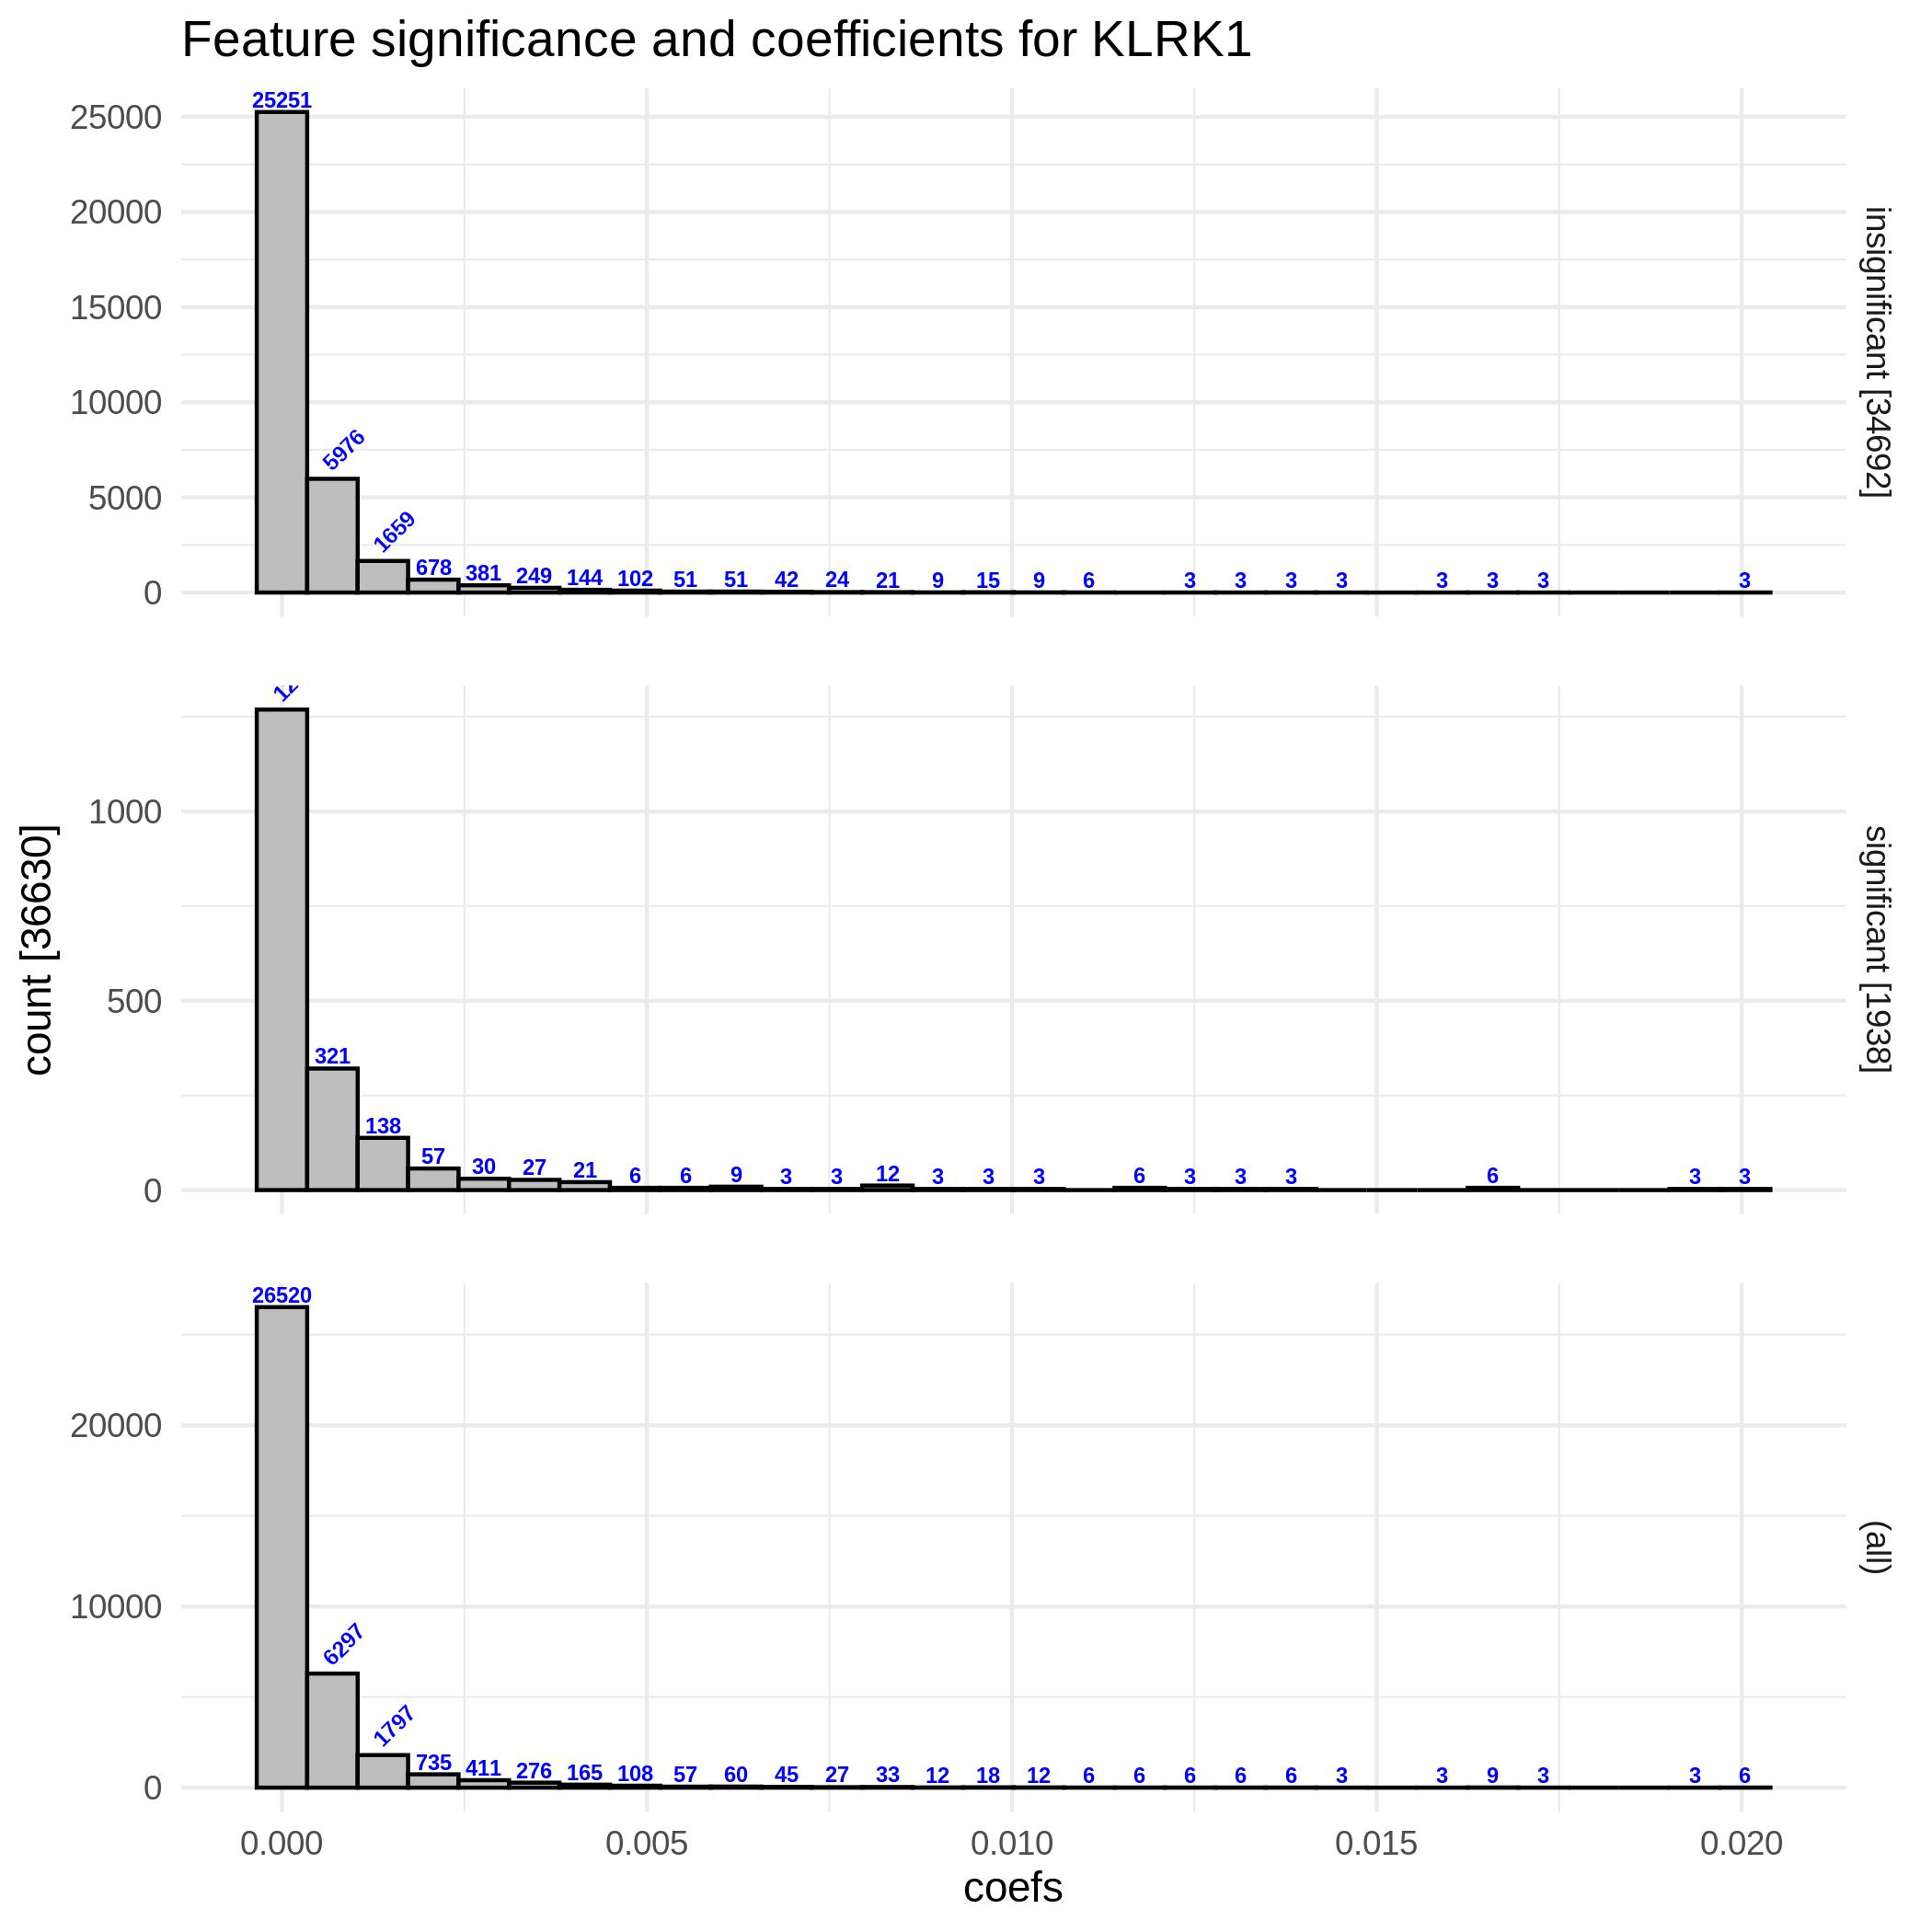 Feature significance and coefficients for KLRK1
count [36630]
25000
20000
15000
10000
5000
0
25251
5976
1659
678 381 249 144 102 51 51 42 24 21 9 15 9 6 3 3 3 3 3 3 3 3
insignificant [34692]
1000
500
0
321
138
57
30 27 21 6 6 9 3 3 12 3 3 3 6 3 3 3 6 3 3
significant [1938]
20000
10000
0
26520
6297
1797
735 411 276 165 108 57 60 45 27 33 12 18 12 6 6 6 6 6 3 3 9 3 3 6
(all)
0.000 0.005 0.010 0.015 0.020
coefs